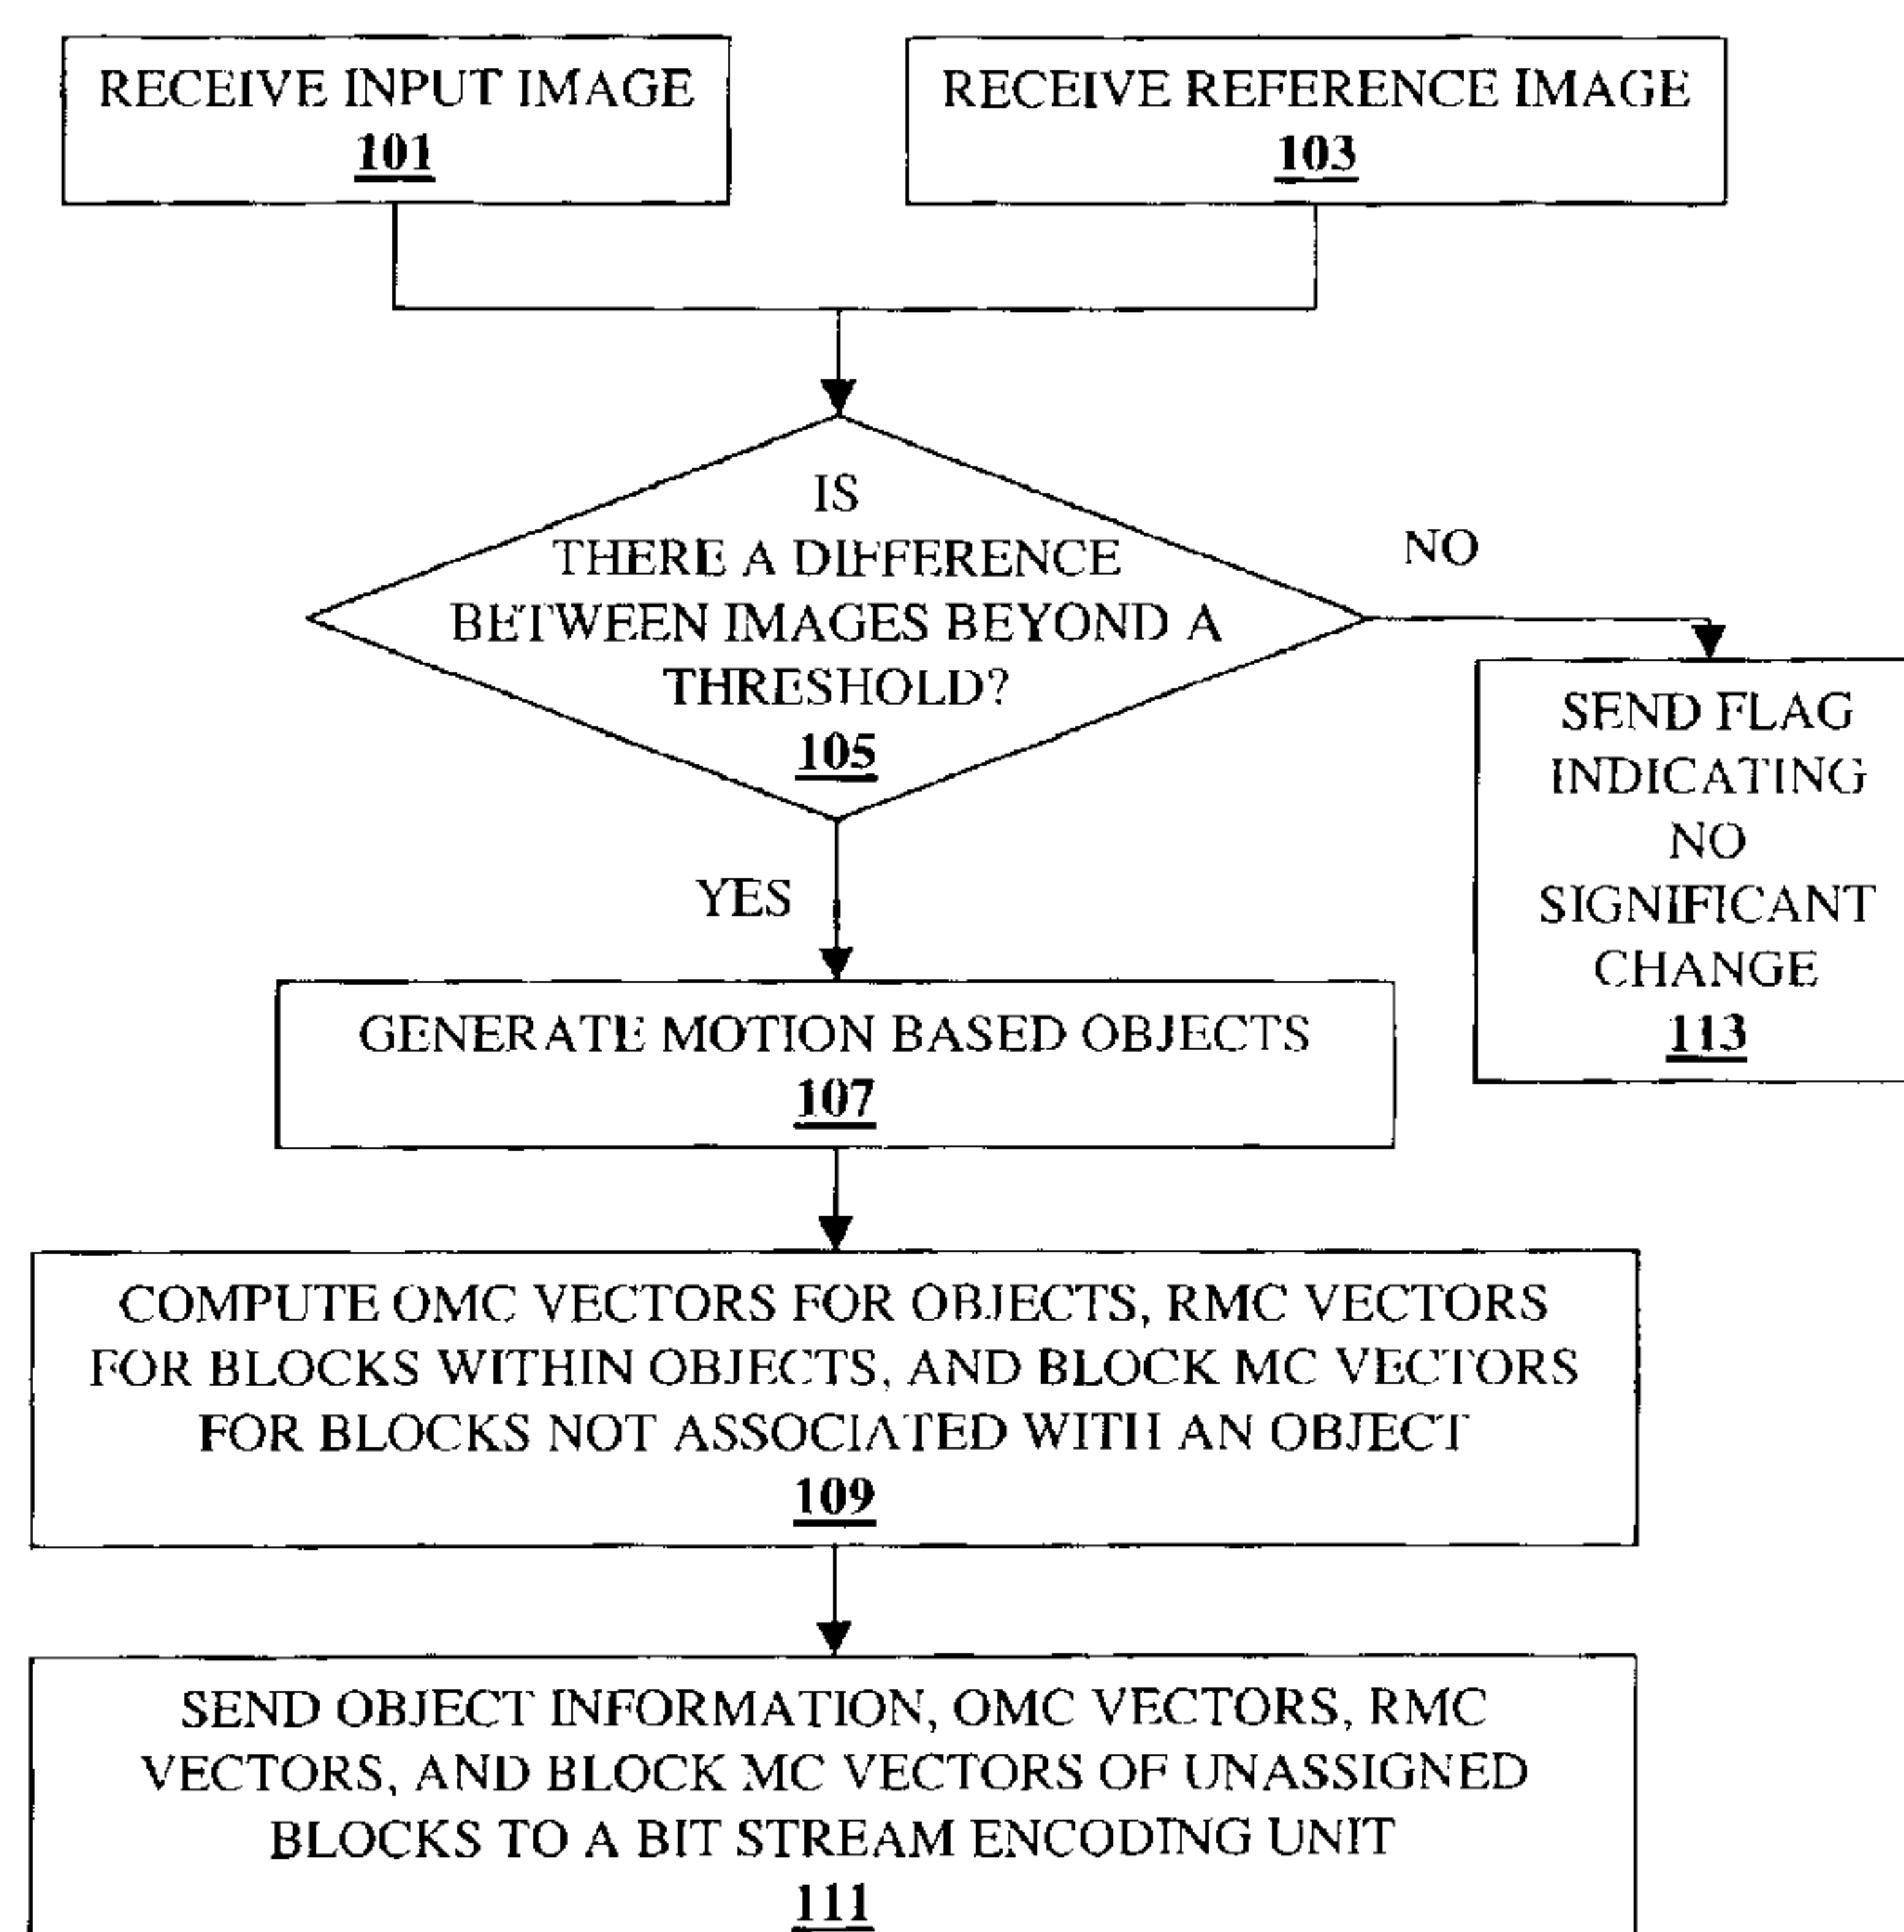 RECEIVE INPUT IMAGE
101
RECEIVE REFERENCE IMAGE
103
IS
THERE A DIFFERENCE
BETWEEN IMAGES BEYOND A
THRESHOLD?
105
NO
SEND FLAG
INDICATING
NO
SIGNIFICANT
CHANGE
113
YES
GENERATE MOTION BASED OBJECTS
107
COMPUTE OMC VECTORS FOR OBJECTS, RMC VECTORS
FOR BLOCKS WITHIN OBJECTS, AND BLOCK MC VECTORS
FOR BLOCKS NOT ASSOCIATED WITH AN OBJECT
109
SEND OBJECT INFORMATION, OMC VECTORS, RMC
VECTORS, AND BLOCK MC VECTORS OF UNASSIGNED
BLOCKS TO A BIT STREAM ENCODING UNIT
111